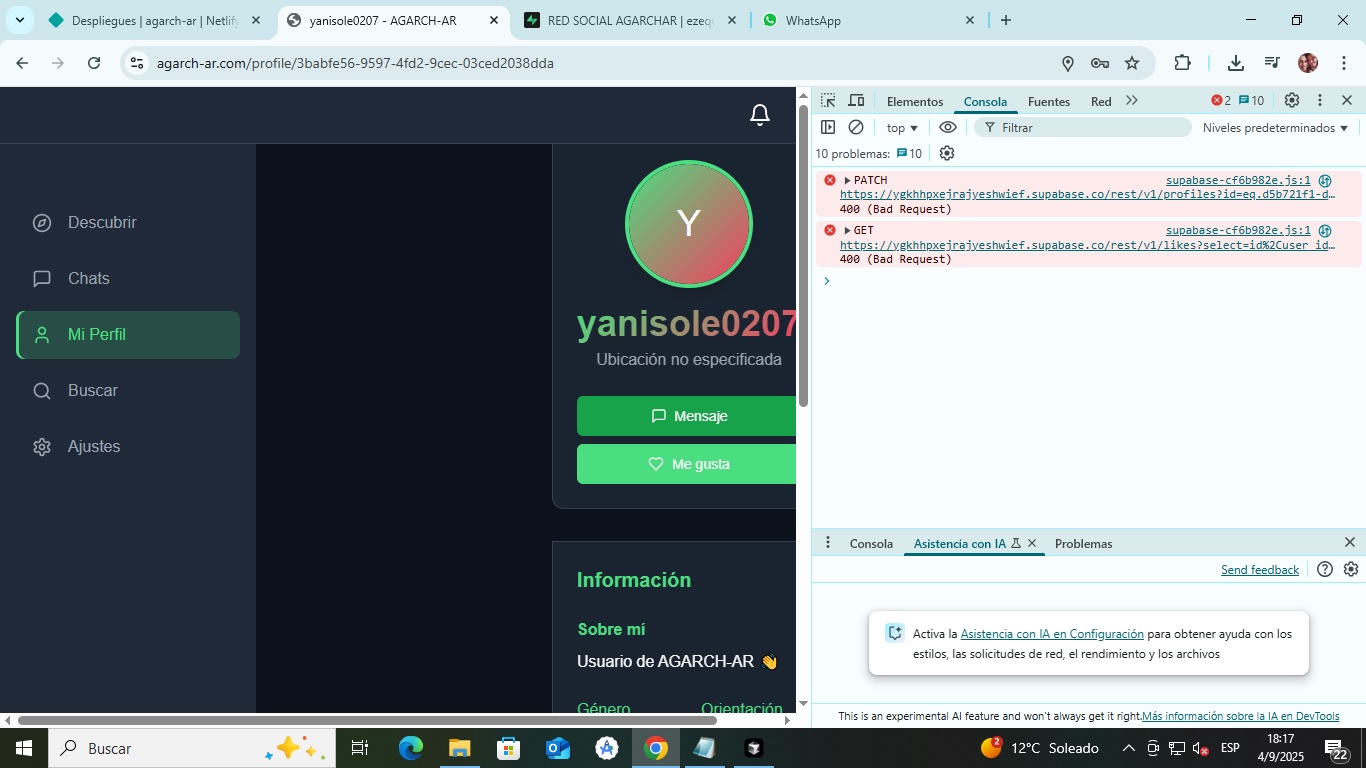 Despliegues | agarch-ar | Netlify
yanisole0207 - AGARCH-AR
RED SOCIAL AGARCHAR | ezequ
WhatsApp
agarch-ar.com/profile/3babfe56-9597-4fd2-9cec-03ced2038dda
Descubrir
Chats
Mi Perfil
Buscar
Ajustes
Y
yanisole0207
Ubicación no especificada
Mensaje
Me gusta
Información
Sobre mí
Usuario de AGARCH-AR 👋
Género Orientación
Elementos Consola Fuentes Red 2 10
top Filtrar Niveles predeterminados
10 problemas: 10
PATCH supabase-cf6b982e.js:1
https://ygkhhpxejrajyeshwief.supabase.co/rest/v1/profiles?id=eq.d5b721f1-d…
400 (Bad Request)
GET supabase-cf6b982e.js:1
https://ygkhhpxejrajyeshwief.supabase.co/rest/v1/likes?select=id%2Cuser_id…
400 (Bad Request)
Consola Asistencia con IA Problemas
Send feedback
Activa la Asistencia con IA en Configuración para obtener ayuda con los
estilos, las solicitudes de red, el rendimiento y los archivos
This is an experimental AI feature and won't always get it right. Más información sobre la IA en DevTools
Buscar
2
12°C Soleado
ESP
18:17
4/9/2025
22